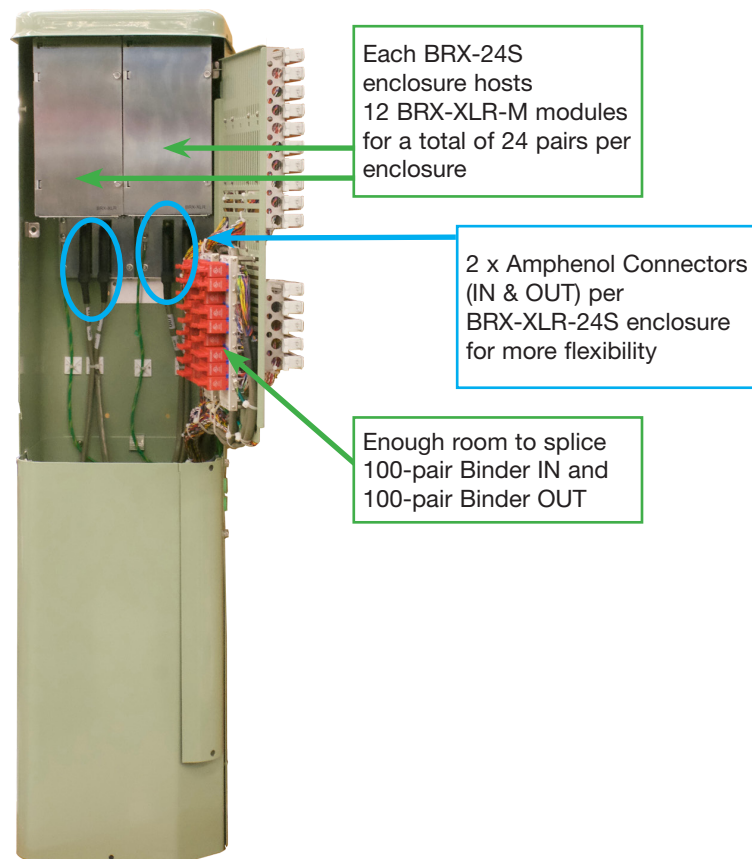 Each BRX-24S
enclosure hosts
12 BRX-XLR-M modules
for a total of 24 pairs per
enclosure
2 x Amphenol Connectors
(IN & OUT) per
BRX-XLR-24S enclosure
for more flexibility
Enough room to splice
100-pair Binder IN and
100-pair Binder OUT